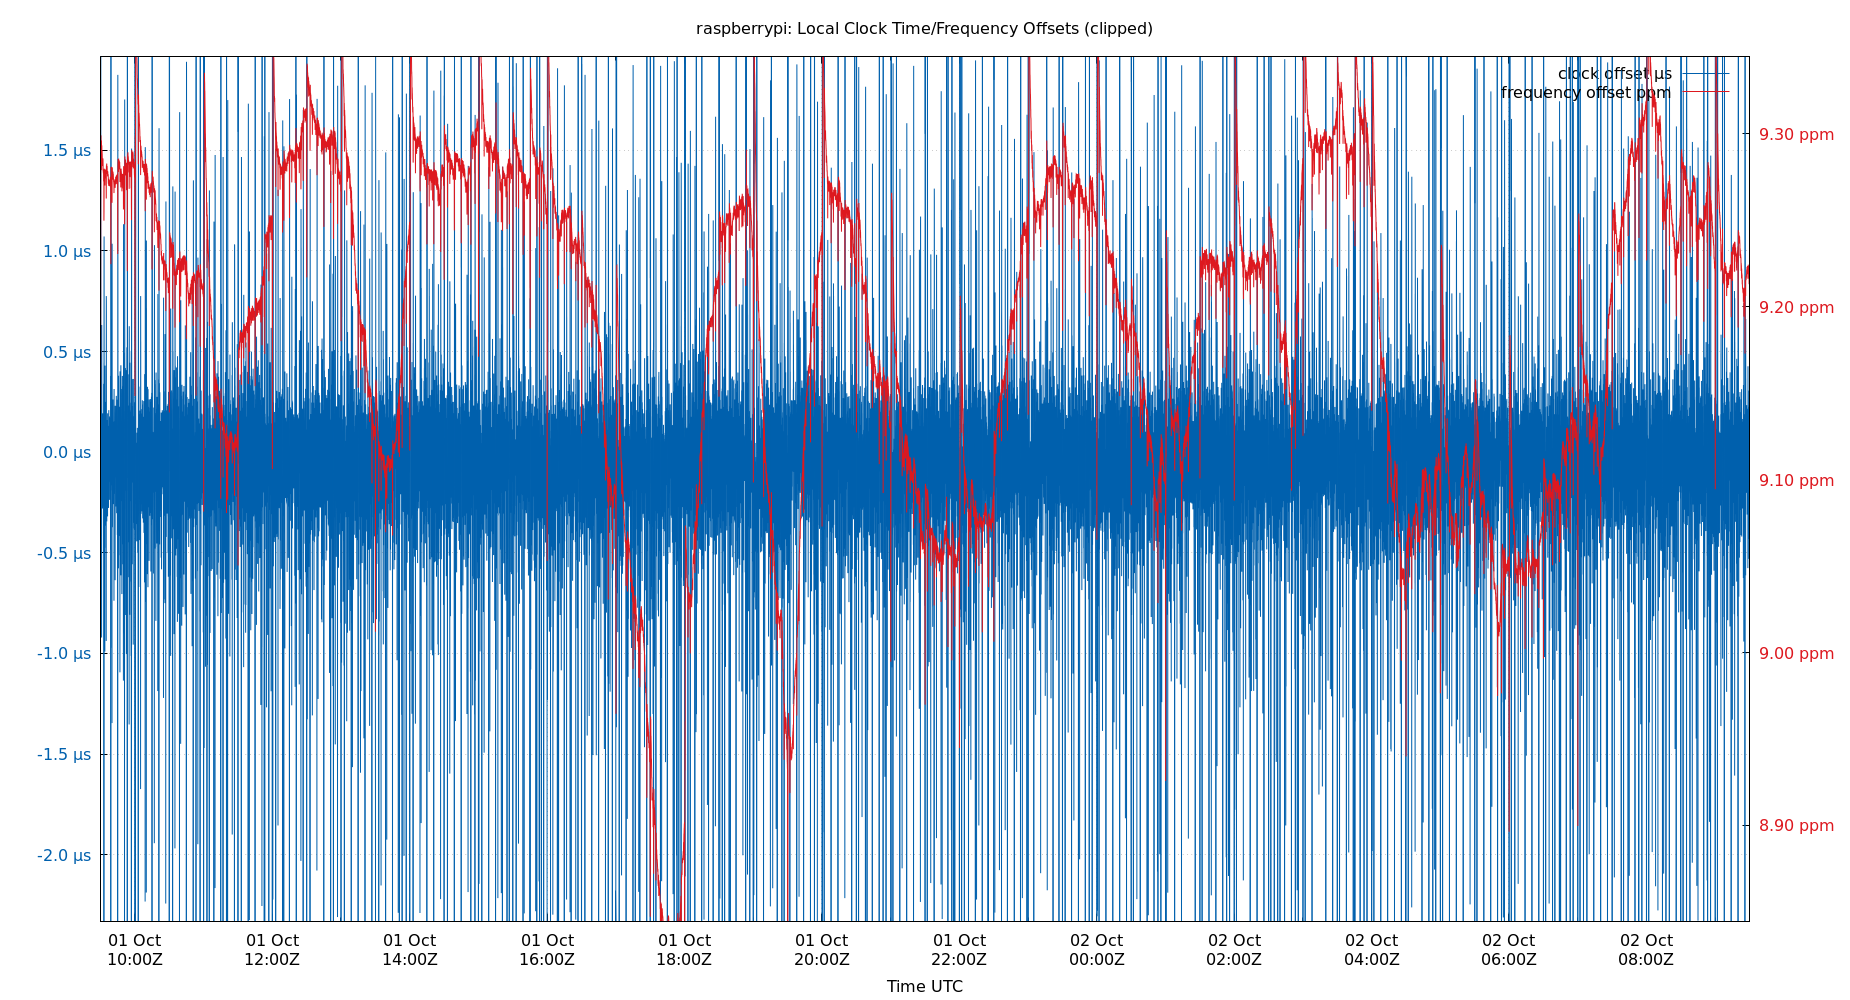 raspberrypi: Local Clock Time/Frequency Offsets (clipped)
clock offset µs
frequency offset ppm
1.5 µs
1.0 µs
0.5 µs
0.0 µs
-0.5 µs
-1.0 µs
-1.5 µs
-2.0 µs
9.30 ppm
9.20 ppm
9.10 ppm
9.00 ppm
8.90 ppm
01 Oct 01 Oct 01 Oct 01 Oct 01 Oct 01 Oct 01 Oct 02 Oct 02 Oct 02 Oct 02 Oct 02 Oct
10:00Z 12:00Z 14:00Z 16:00Z 18:00Z 20:00Z 22:00Z 00:00Z 02:00Z 04:00Z 06:00Z 08:00Z
Time UTC